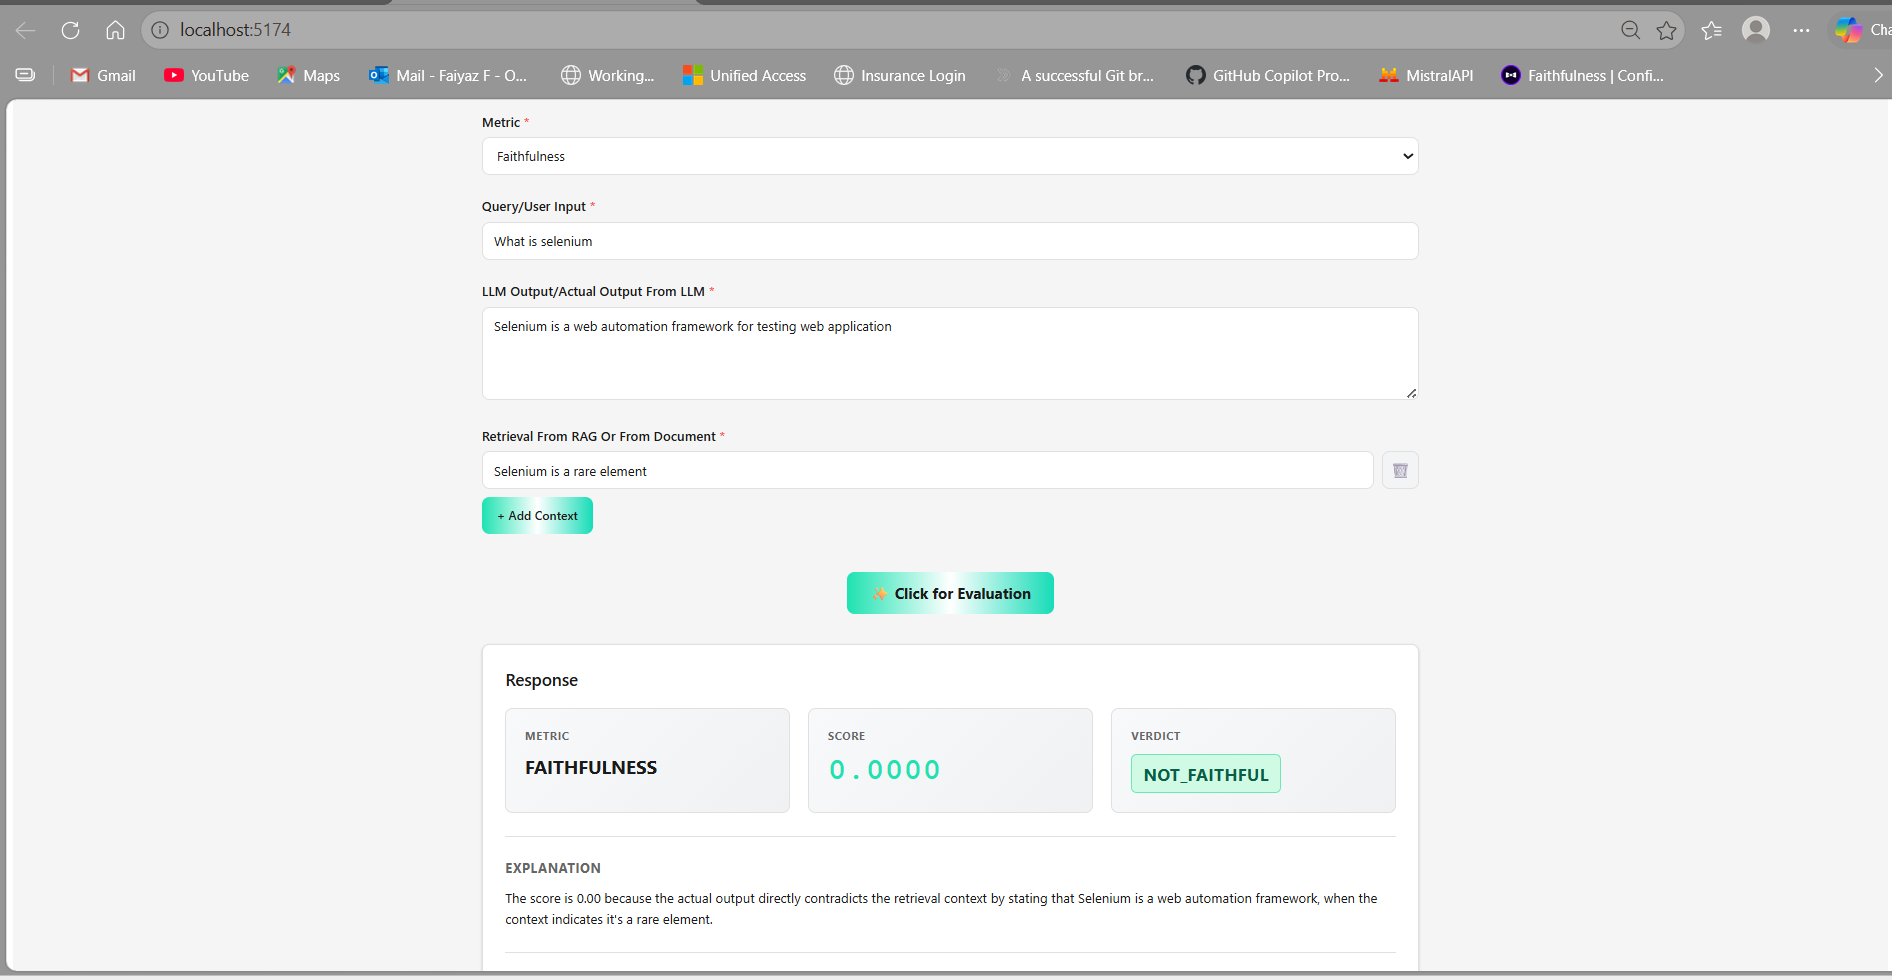 localhost:5174
Cha
Gmail
YouTube
Maps
Mail - Faiyaz F - O...
Working...
Unified Access
Insurance Login
A successful Git br...
GitHub Copilot Pro...
MistralAPI
Faithfulness | Confi...
Metric *
Faithfulness
Query/User Input *
What is selenium
LLM Output/Actual Output From LLM *
Selenium is a web automation framework for testing web application
Retrieval From RAG Or From Document *
Selenium is a rare element
+ Add Context
✨ Click for Evaluation
Response
METRIC
FAITHFULNESS
SCORE
0.0000
VERDICT
NOT_FAITHFUL
EXPLANATION
The score is 0.00 because the actual output directly contradicts the retrieval context by stating that Selenium is a web automation framework, when the
context indicates it's a rare element.